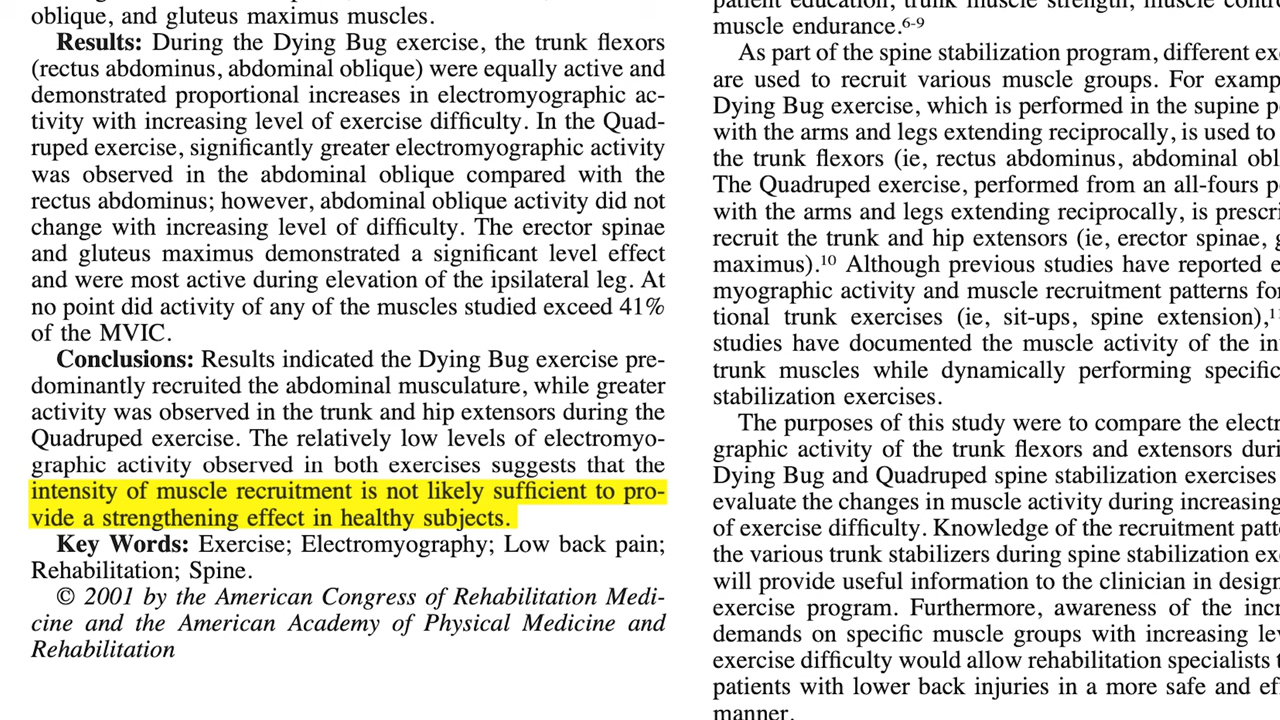 oblique, and gluteus maximus muscles.
Results: During the Dying Bug exercise, the trunk flexors
(rectus abdominus, abdominal oblique) were equally active and
demonstrated proportional increases in electromyographic ac-
tivity with increasing level of exercise difficulty. In the Quad-
ruped exercise, significantly greater electromyographic activity
was observed in the abdominal oblique compared with the
rectus abdominus; however, abdominal oblique activity did not
change with increasing level of difficulty. The erector spinae
and gluteus maximus demonstrated a significant level effect
and were most active during elevation of the ipsilateral leg. At
no point did activity of any of the muscles studied exceed 41%
of the MVIC.
Conclusions: Results indicated the Dying Bug exercise pre-
dominantly recruited the abdominal musculature, while greater
activity was observed in the trunk and hip extensors during the
Quadruped exercise. The relatively low levels of electromyo-
graphic activity observed in both exercises suggests that the
intensity of muscle recruitment is not likely sufficient to pro-
vide a strengthening effect in healthy subjects.
Key Words: Exercise; Electromyography; Low back pain;
Rehabilitation; Spine.
© 2001 by the American Congress of Rehabilitation Medi-
cine and the American Academy of Physical Medicine and
Rehabilitation
patient education, trunk muscle strength, muscle
muscle endurance.6-9
As part of the spine stabilization program, different
are used to recruit various muscle groups. For
Dying Bug exercise, which is performed in the supine
with the arms and legs extending reciprocally, is used to
the trunk flexors (ie, rectus abdominus, abdominal
The Quadruped exercise, performed from an all-fours
with the arms and legs extending reciprocally, is
recruit the trunk and hip extensors (ie, erector spinae,
maximus).10 Although previous studies have reported
myographic activity and muscle recruitment patterns
tional trunk exercises (ie, sit-ups, spine extension),
studies have documented the muscle activity of the
trunk muscles while dynamically performing
stabilization exercises.
The purposes of this study were to compare the
graphic activity of the trunk flexors and extensors
Dying Bug and Quadruped spine stabilization exercises
evaluate the changes in muscle activity during increasing
of exercise difficulty. Knowledge of the recruitment
the various trunk stabilizers during spine stabilization
will provide useful information to the clinician in
exercise program. Furthermore, awareness of the
demands on specific muscle groups with increasing
exercise difficulty would allow rehabilitation specialists
patients with lower back injuries in a more safe and
manner.